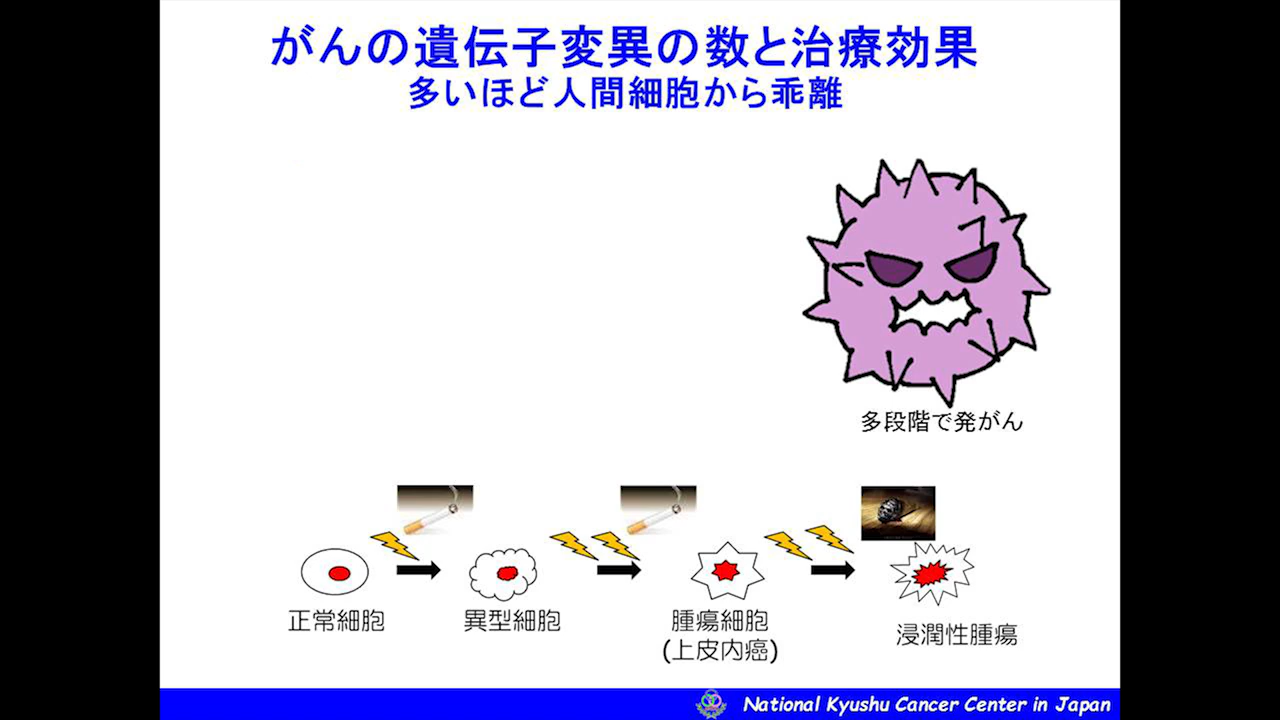 がんの遺伝子変異の数と治療効果
多いほど人間細胞から乖離
多段階で発がん
正常細胞
異型細胞
腫瘍細胞
(上皮内癌)
浸潤性腫瘍
National Kyushu Cancer Center in Japan